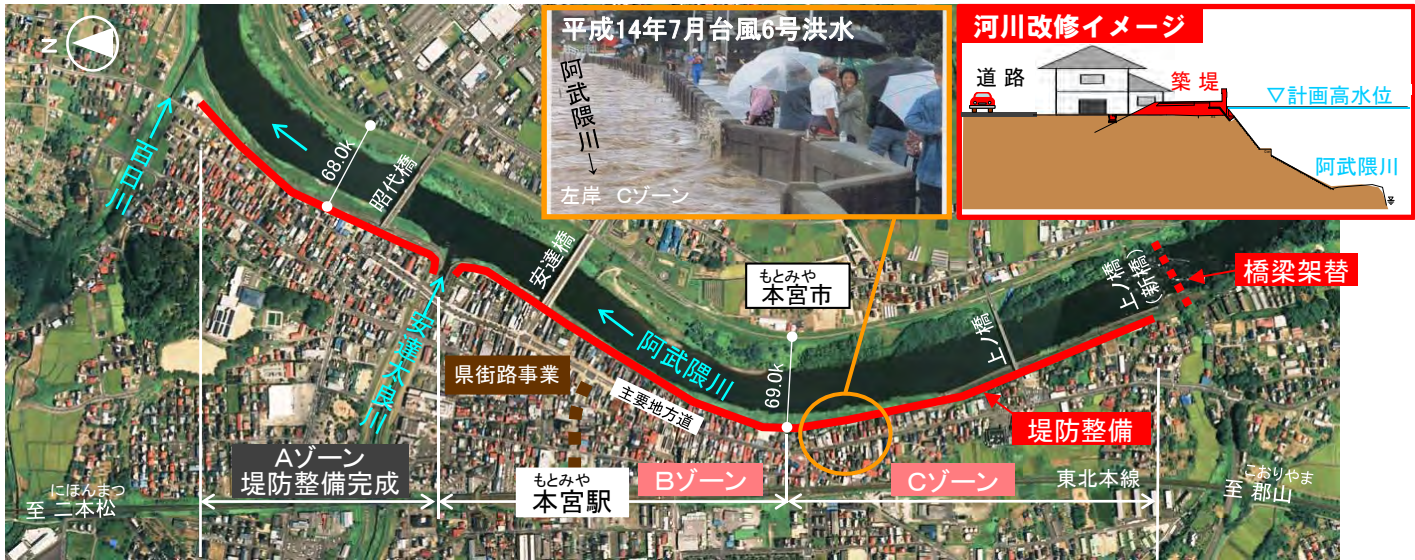 N
平成14年7月台風6号洪水
阿武隈川→
左岸 Cゾーン
河川改修イメージ
道路
築堤
▽計画高水位
阿武隈川
百日川
68.0k
昭代橋
安達橋
もとみや
本宮市
上ノ橋
(新橋)
橋梁架替
上ノ橋
安達太良川
県街路事業
阿武隈川
主要地方道
69.0k
堤防整備
Aゾーン
堤防整備完成
にほんまつ
至 二本松
もとみや
本宮駅
Bゾーン
Cゾーン
東北本線
こおりやま
至 郡山